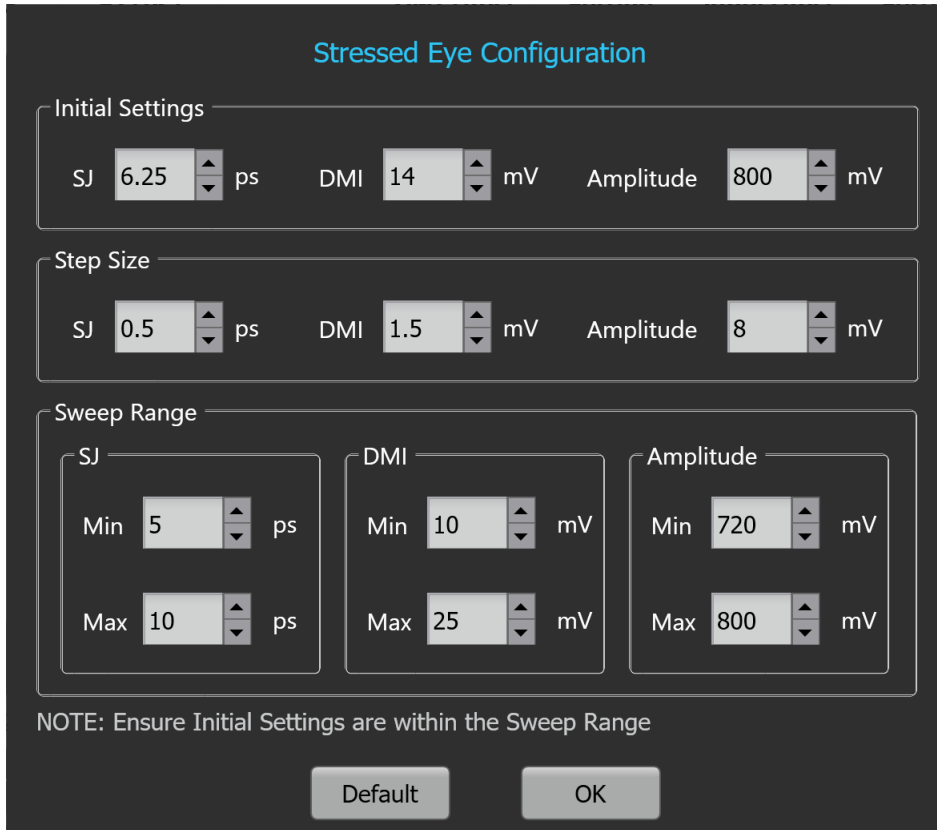 Stressed Eye Configuration
Initial Settings
SJ 6.25 ps DMI 14 mV Amplitude 800 mV
Step Size
SJ 0.5 ps DMI 1.5 mV Amplitude 8 mV
Sweep Range
SJ DMI Amplitude
Min 5 ps Min 10 mV Min 720 mV
Max 10 ps Max 25 mV Max 800 mV
NOTE: Ensure Initial Settings are within the Sweep Range
Default OK